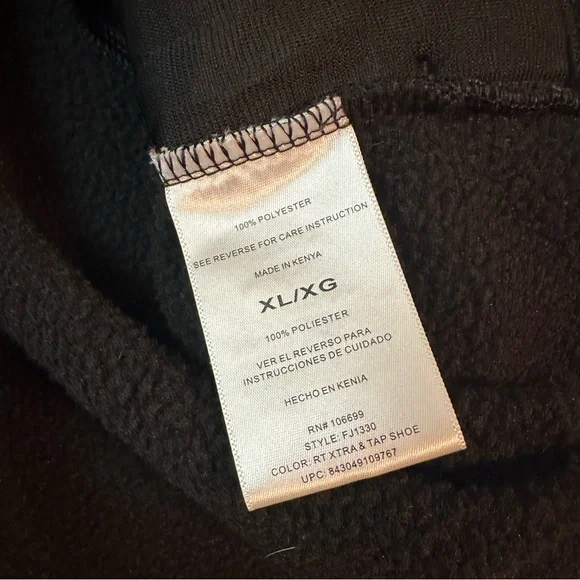 100% POLYESTER
SEE REVERSE FOR CARE INSTRUCTION
MADE IN KENYA
XL/XG
100% POLIESTER
VER EL REVERSO PARA
INSTRUCCIONES DE CUIDADO
HECHO EN KENIA
RN# 106699
STYLE: FJ1330
COLOR: RT XTRA & TAP SHOE
UPC: 843049109767